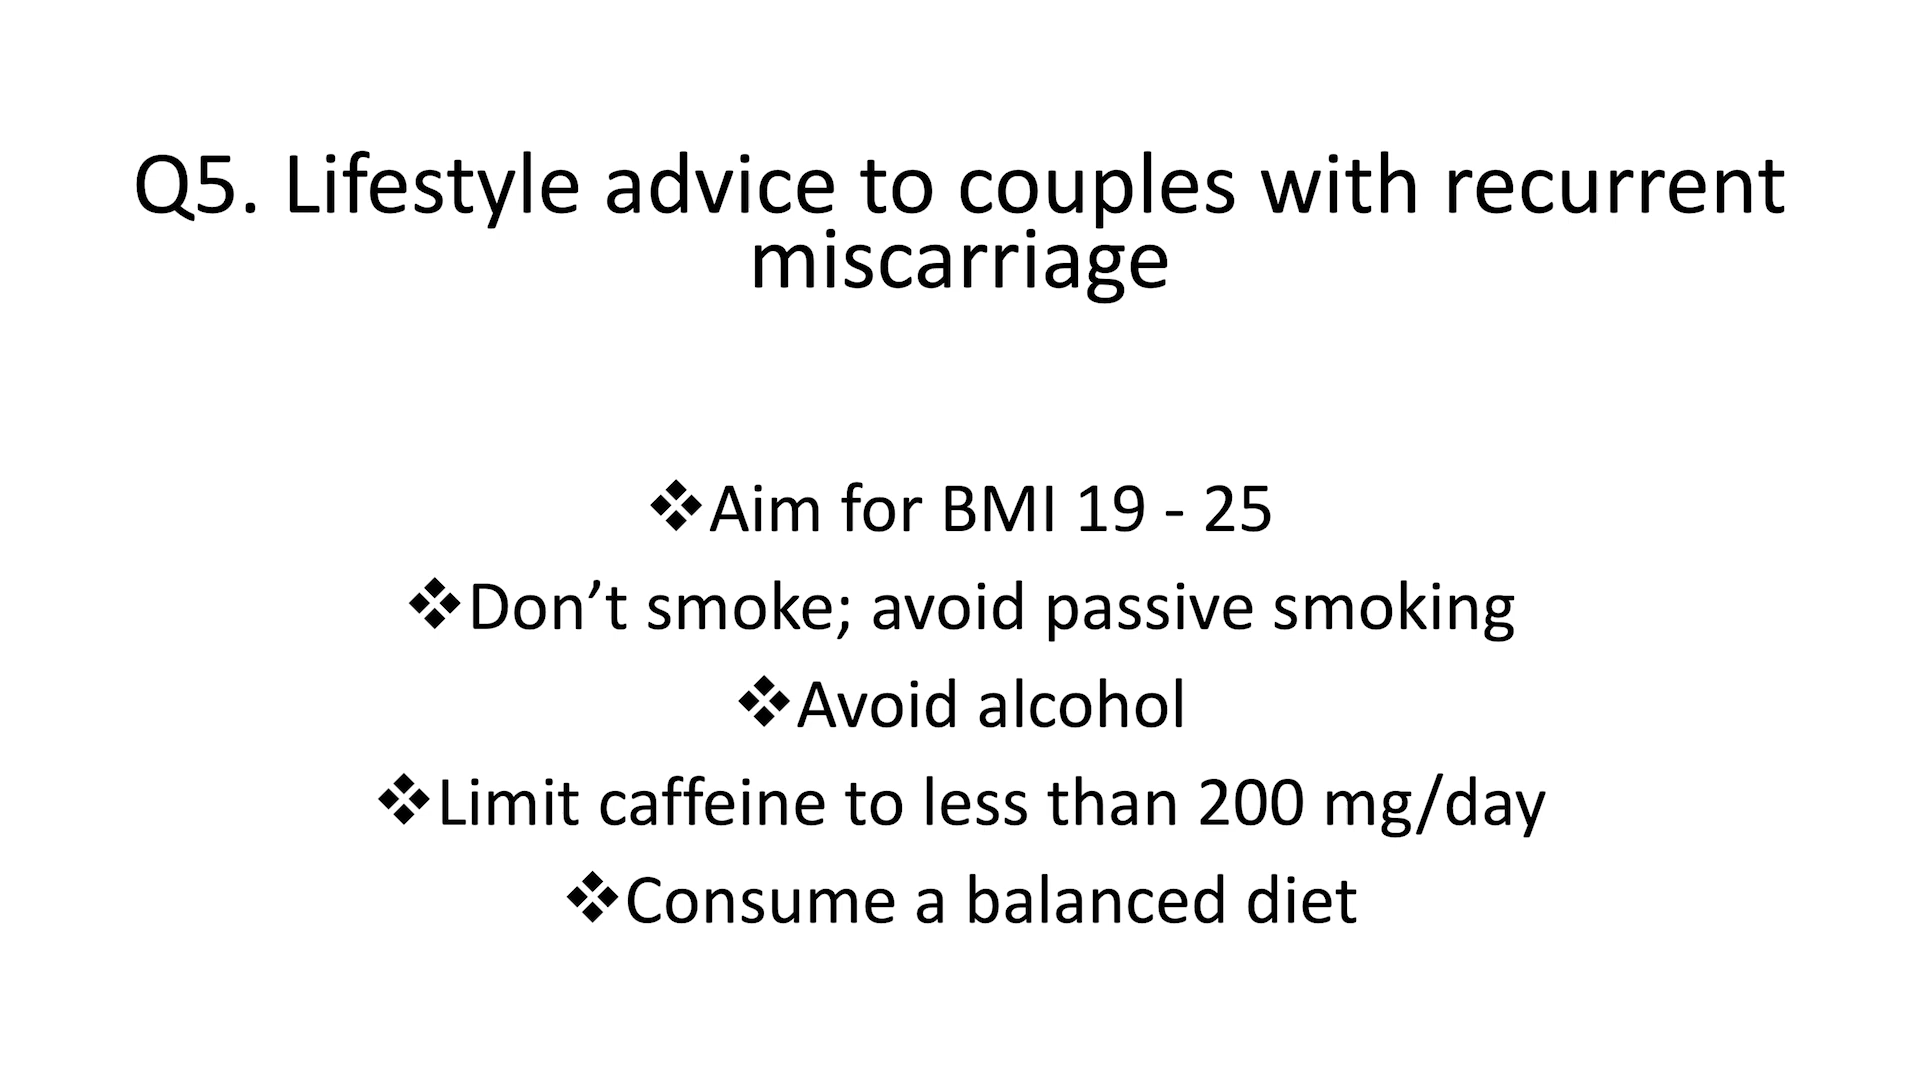 Q5. Lifestyle advice to couples with recurrent
miscarriage
❖Aim for BMI 19 - 25
❖Don’t smoke; avoid passive smoking
❖Avoid alcohol
❖Limit caffeine to less than 200 mg/day
❖Consume a balanced diet